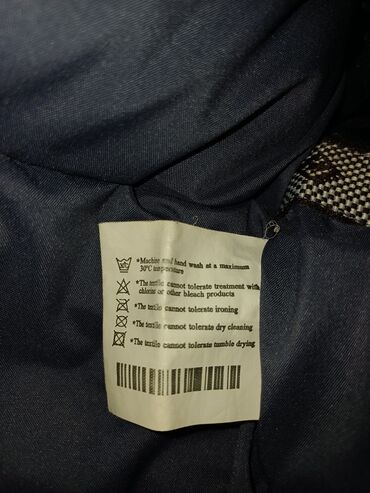 *Machine and hand wash at a maximum
30°C temperature
*The textile cannot tolerate treatment with
chlorine or other bleach products
*The textile cannot tolerate ironing
*The textile cannot tolerate dry cleaning
*The textile cannot tolerate tumble drying